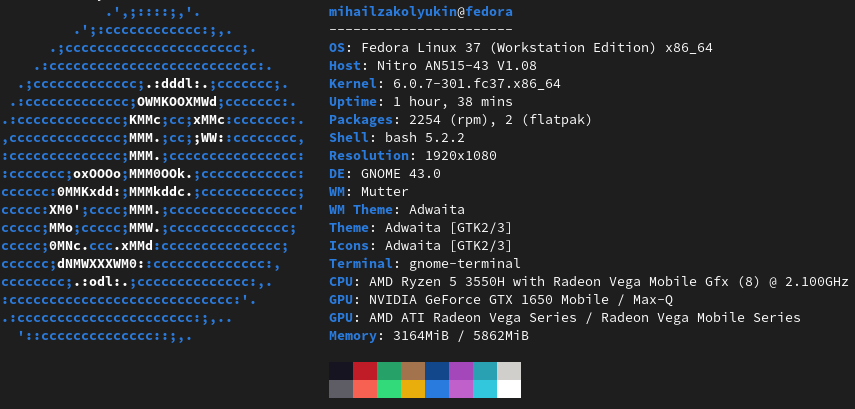 mihailzakolyukin@fedora
-----------------------
OS: Fedora Linux 37 (Workstation Edition) x86_64
Host: Nitro AN515-43 V1.08
Kernel: 6.0.7-301.fc37.x86_64
Uptime: 1 hour, 38 mins
Packages: 2254 (rpm), 2 (flatpak)
Shell: bash 5.2.2
Resolution: 1920x1080
DE: GNOME 43.0
WM: Mutter
WM Theme: Adwaita
Theme: Adwaita [GTK2/3]
Icons: Adwaita [GTK2/3]
Terminal: gnome-terminal
CPU: AMD Ryzen 5 3550H with Radeon Vega Mobile Gfx (8) @ 2.100GHz
GPU: NVIDIA GeForce GTX 1650 Mobile / Max-Q
GPU: AMD ATI Radeon Vega Series / Radeon Vega Mobile Series
Memory: 3164MiB / 5862MiB